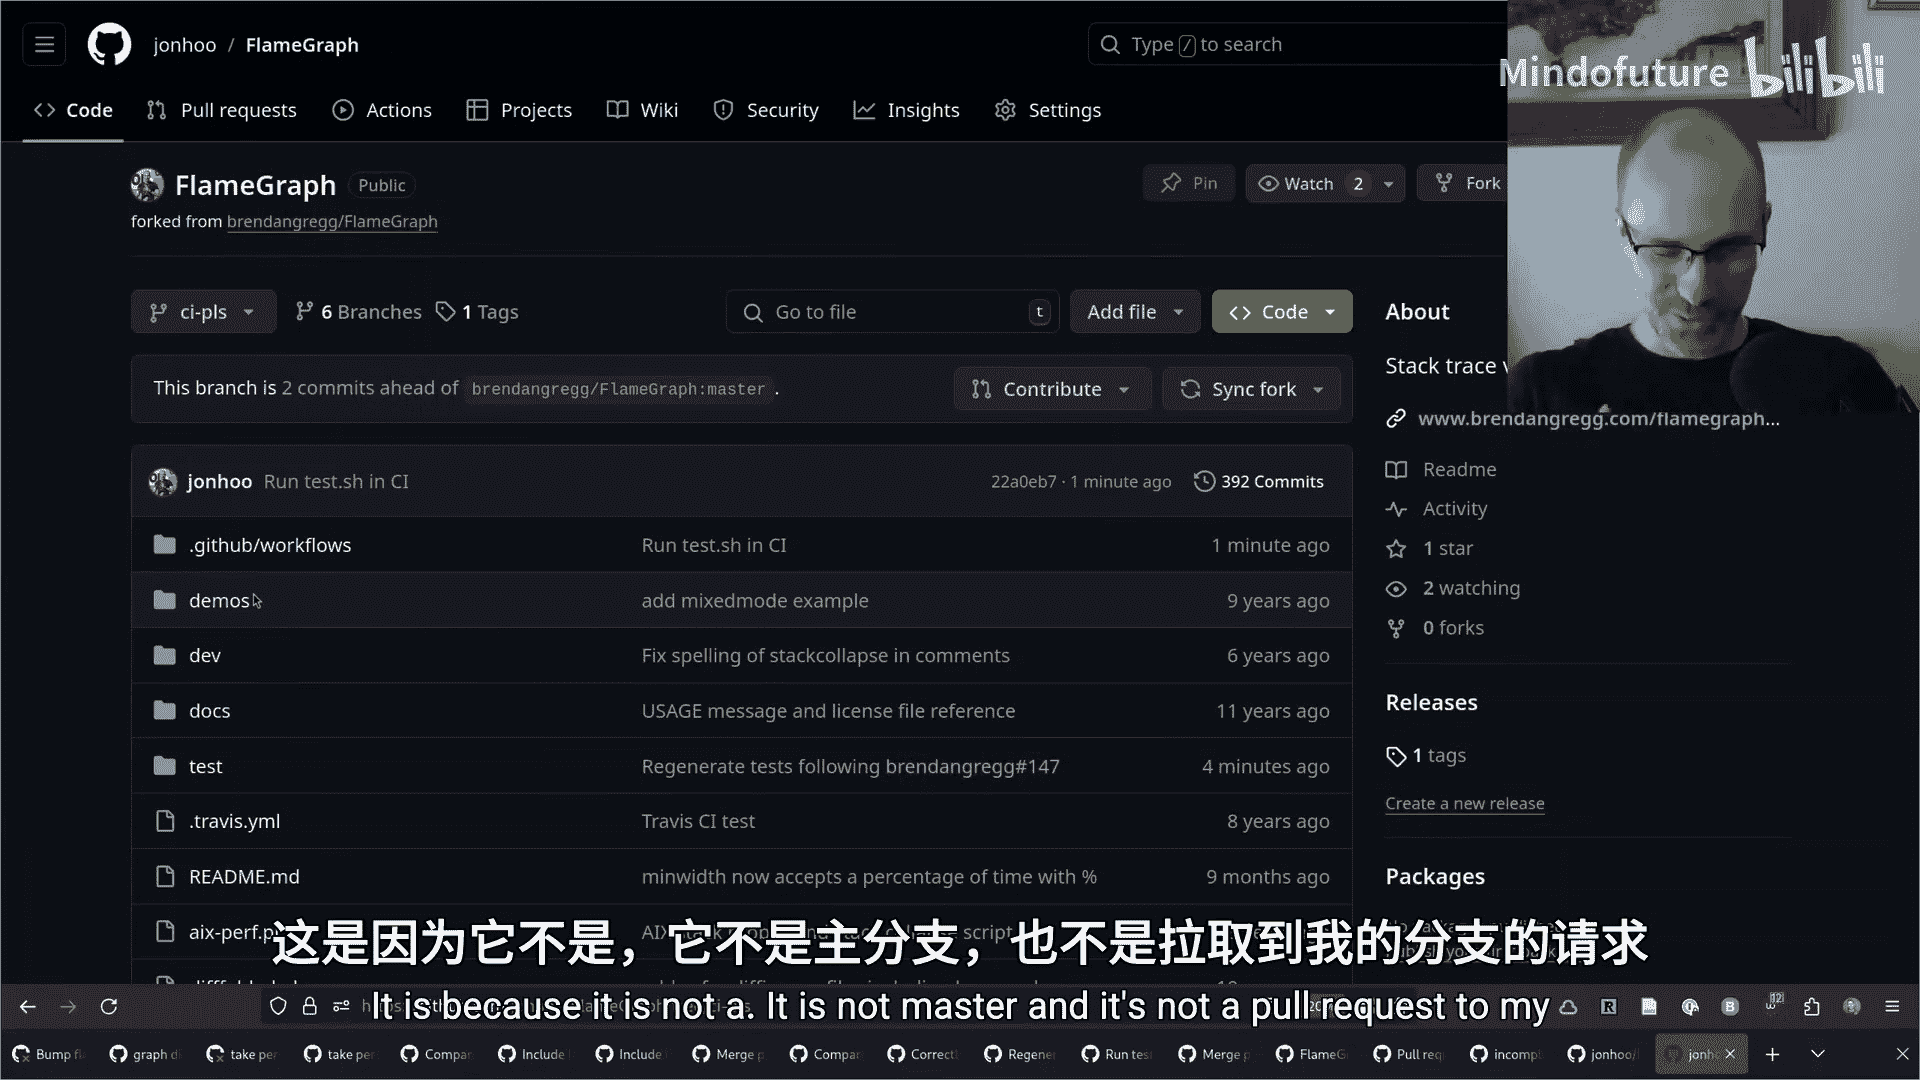 jonhoo / FlameGraph
Type / to search
Mindofuture bilibili
Code Pull requests Actions Projects Wiki Security Insights Settings
FlameGraph Public
Pin Watch 2 Fork
forked from brendangregg/FlameGraph
ci-pls 6 Branches 1 Tags
Go to file t Add file Code
About
This branch is 2 commits ahead of brendangregg/FlameGraph:master .
Contribute Sync fork
Stack trace
www.brendangregg.com/flamegraph...
jonhoo Run test.sh in CI 22a0eb7 · 1 minute ago 392 Commits
Readme
Activity
1 star
2 watching
0 forks
.github/workflows Run test.sh in CI 1 minute ago
demos add mixedmode example 9 years ago
dev Fix spelling of stackcollapse in comments 6 years ago
docs USAGE message and license file reference 11 years ago
test Regenerate tests following brendangregg#147 4 minutes ago
.travis.yml Travis CI test 8 years ago
README.md minwidth now accepts a percentage of time with % 9 months ago
Releases
1 tags
Create a new release
Packages
这是因为它不是，它不是主分支，也不是拉取到我的分支的请求
It is because it is not a. It is not master and it's not a pull request to my
Bump graph take take Compar Include Include Merge Compar Correct Regene Run tes Merge FlameG Pull req incomp jonhoo/ jonh